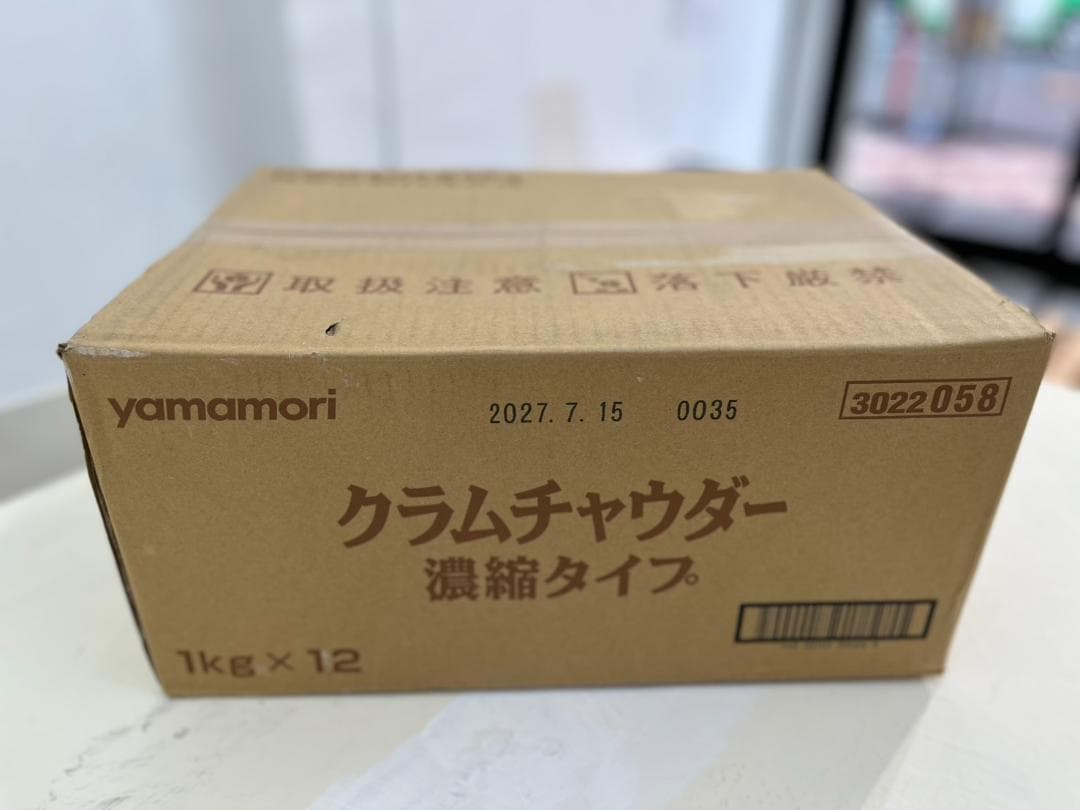 取扱注意 落下厳禁
yamamori 2027.7.15 0035 3022058
クラムチャウダー
濃縮タイプ
1kg×12